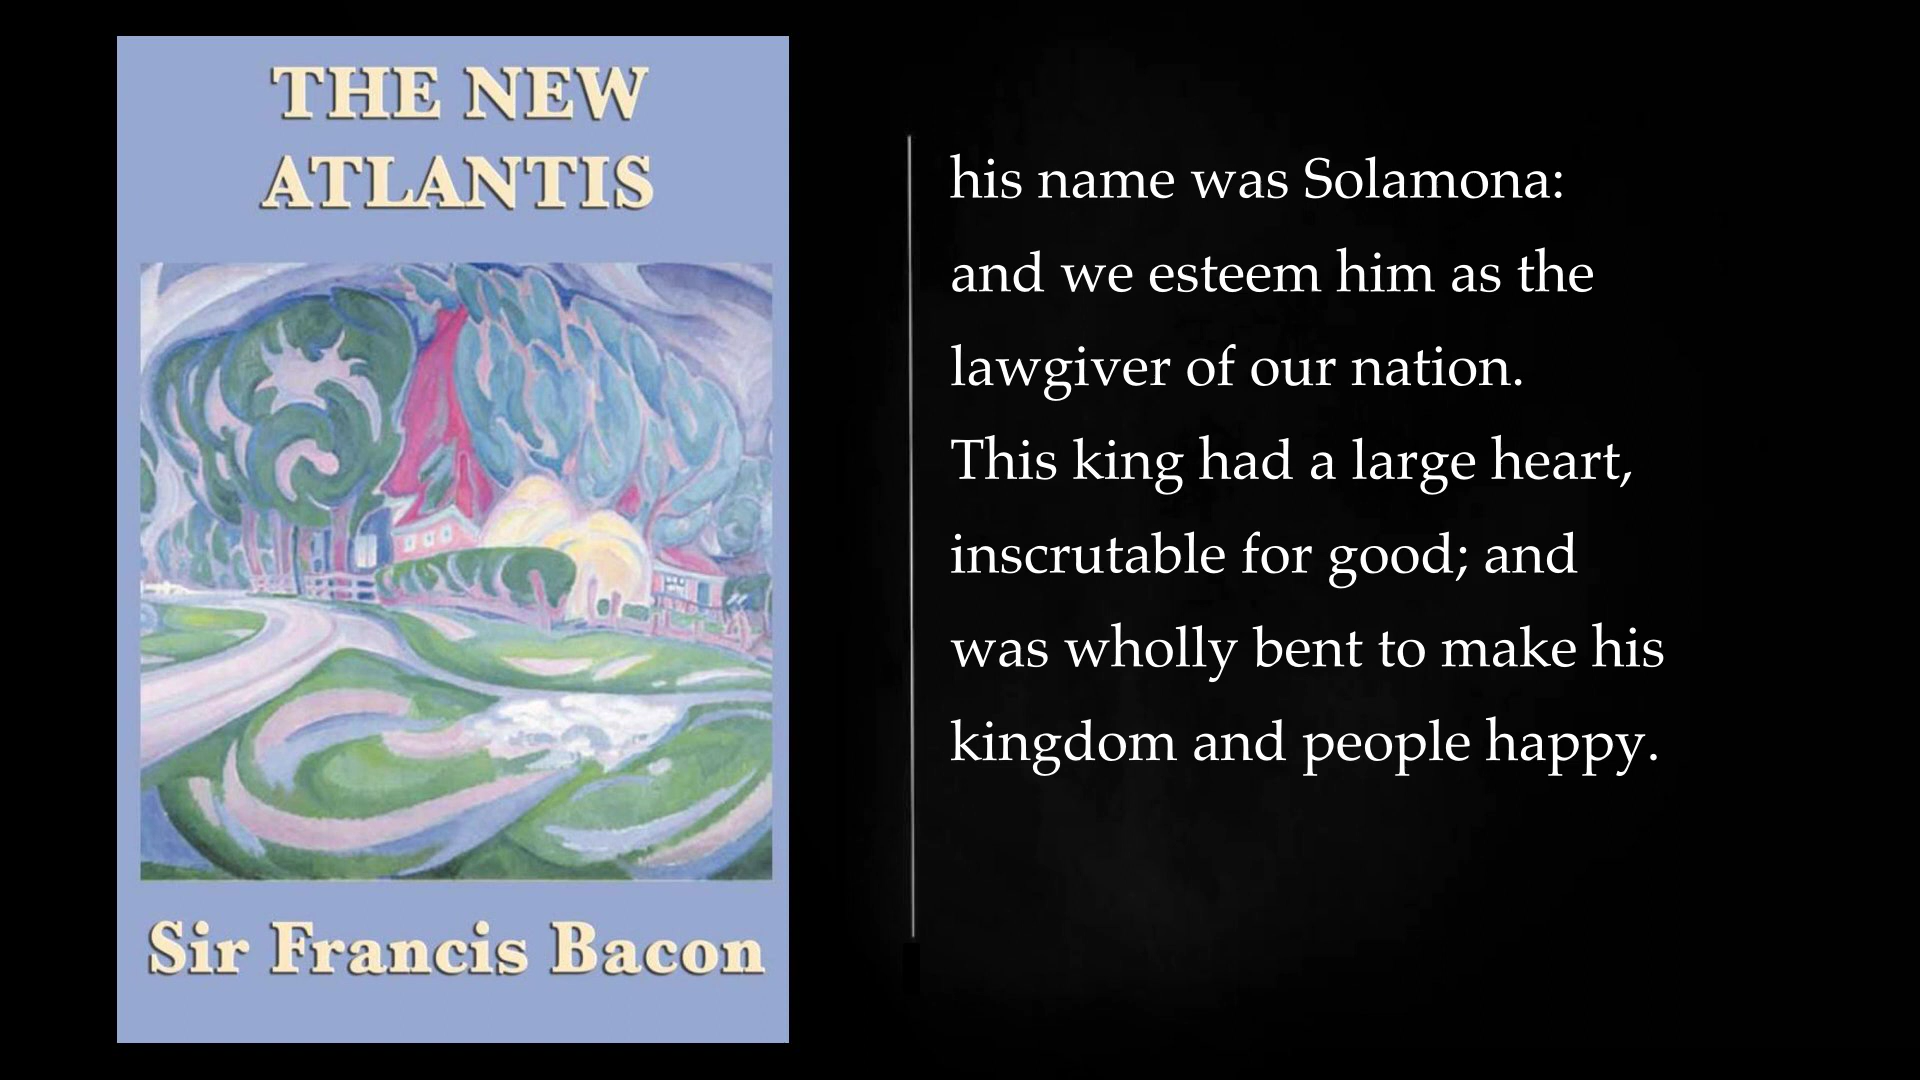 THE NEW
ATLANTIS
Sir Francis Bacon
his name was Solamona:
and we esteem him as the
lawgiver of our nation.
This king had a large heart,
inscrutable for good; and
was wholly bent to make his
kingdom and people happy.